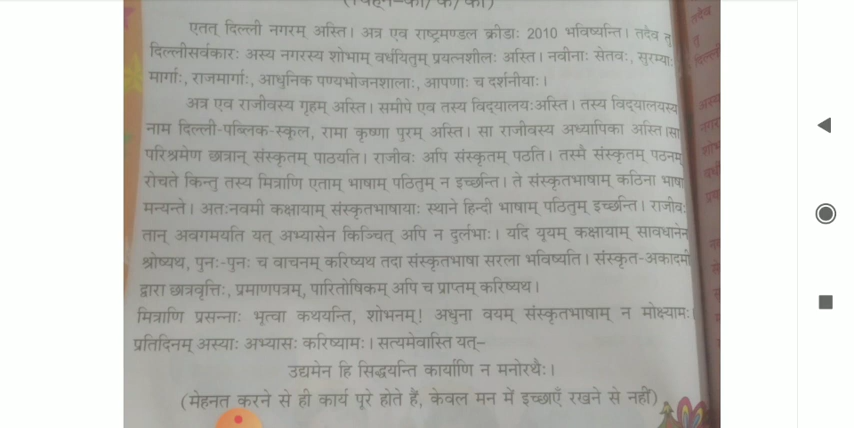 एतत् दिल्ली नगरम् अस्ति। अत्र एव राष्ट्रमण्डल क्रीडाः 2010 भविष्यन्ति। तदैव तु
दिल्लीसर्वकारः अस्य नगरस्य शोभाम् वर्धयितुम् प्रयत्नशीलः अस्ति। नवीनाः सेतवः, सुरम्याः
मार्गाः, राजमार्गाः, आधुनिक पण्यभोजनशालाः, आपणाः च दर्शनीयाः।
अत्र एव राजीवस्य गृहम् अस्ति। समीपे एव तस्य विद्यालयःअस्ति। तस्य विद्यालयस्य
नाम दिल्ली-पब्लिक-स्कूल, रामा कृष्णा पुरम् अस्ति। सा राजीवस्य अध्यापिका अस्ति।सा
परिश्रमेण छात्रान् संस्कृतम् पाठयति। राजीवः अपि संस्कृतम् पठति। तस्मै संस्कृतम् पठनम्
रोचते किन्तु तस्य मित्राणि एताम् भाषाम् पठितुम् न इच्छन्ति। ते संस्कृतभाषाम् कठिना भाषा
मन्यन्ते। अतःनवमी कक्षायाम् संस्कृतभाषायाः स्थाने हिन्दी भाषाम् पठितुम् इच्छन्ति। राजीवः
तान् अवगमयति यत् अभ्यासेन किञ्चित् अपि न दुर्लभाः। यदि यूयम् कक्षायाम् सावधानेन
श्रोष्यथ, पुनः-पुनः च वाचनम् करिष्यथ तदा संस्कृतभाषा सरला भविष्यति। संस्कृत-अकादमी
द्वारा छात्रवृत्तिः, प्रमाणपत्रम्, पारितोषिकम् अपि च प्राप्तम् करिष्यथ।
मित्राणि प्रसन्नाः भूत्वा कथयन्ति, शोभनम्! अधुना वयम् संस्कृतभाषाम् न मोक्ष्यामः।
प्रतिदिनम् अस्याः अभ्यासः करिष्यामः। सत्यमेवास्ति यत्–
उद्यमेन हि सिद्धयन्ति कार्याणि न मनोरथैः।
(मेहनत करने से ही कार्य पूरे होते हैं, केवल मन में इच्छाएँ रखने से नहीं)